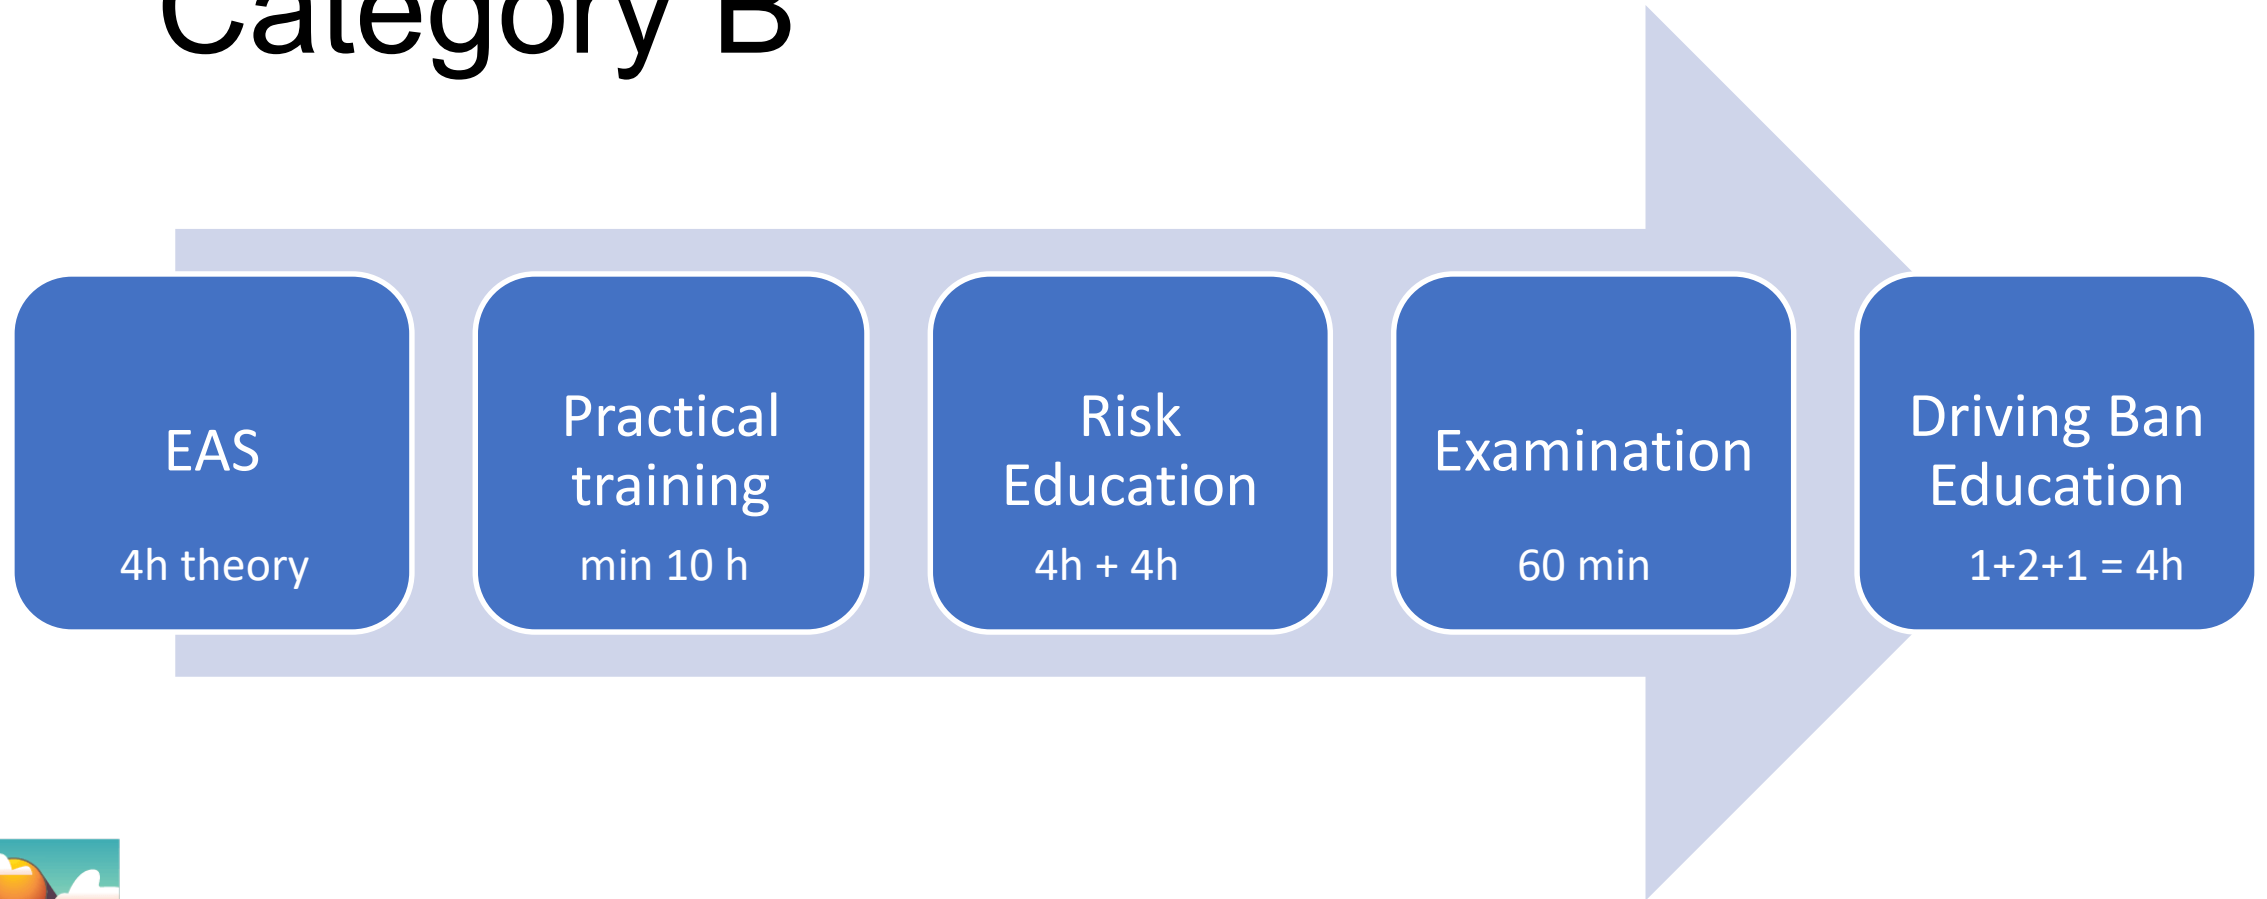 Category B
EAS
4h theory
Practical
training
min 10 h
Risk
Education
4h + 4h
Examination
60 min
Driving Ban
Education
1+2+1 = 4h